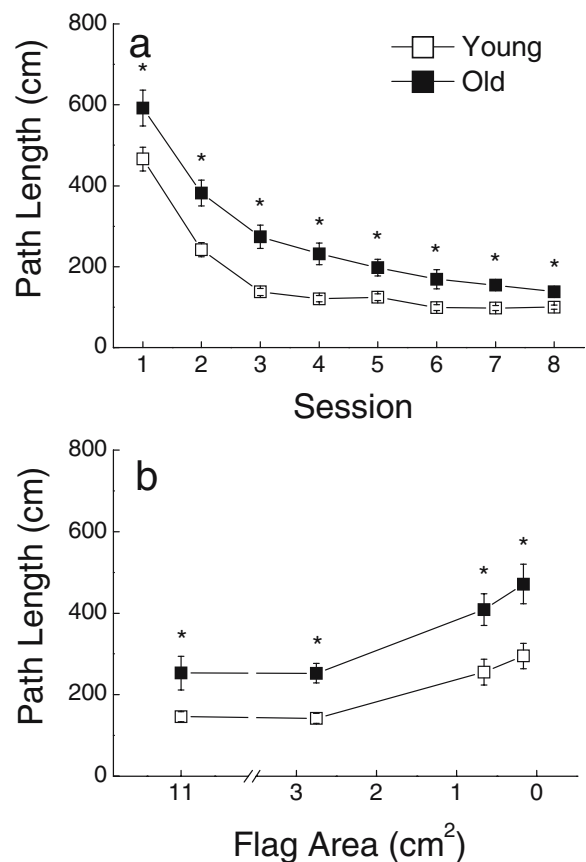 a
Young
Old
Path Length (cm)
800
600
400
200
0
* * * * * * * *
1 2 3 4 5 6 7 8
Session
b
Path Length (cm)
800
600
400
200
0
* * * *
11 3 2 1 0
Flag Area (cm²)